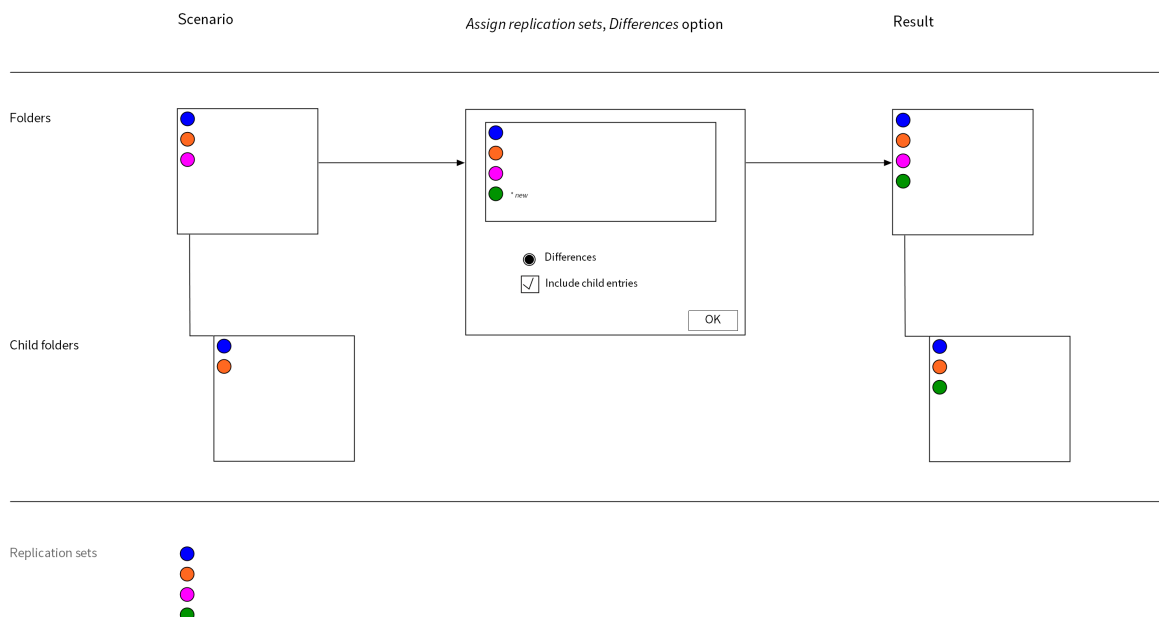 Scenario
Assign replication sets, Differences option
Result
Folders
* new
Differences
Include child entries
OK
Child folders
Replication sets